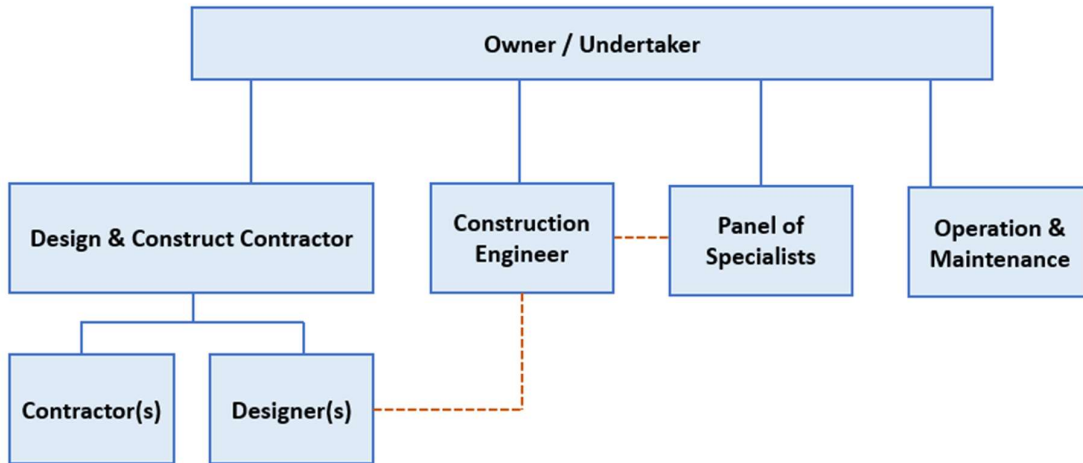 Owner / Undertaker
Design & Construct Contractor
Construction
Engineer
Panel of
Specialists
Operation &
Maintenance
Contractor(s)
Designer(s)